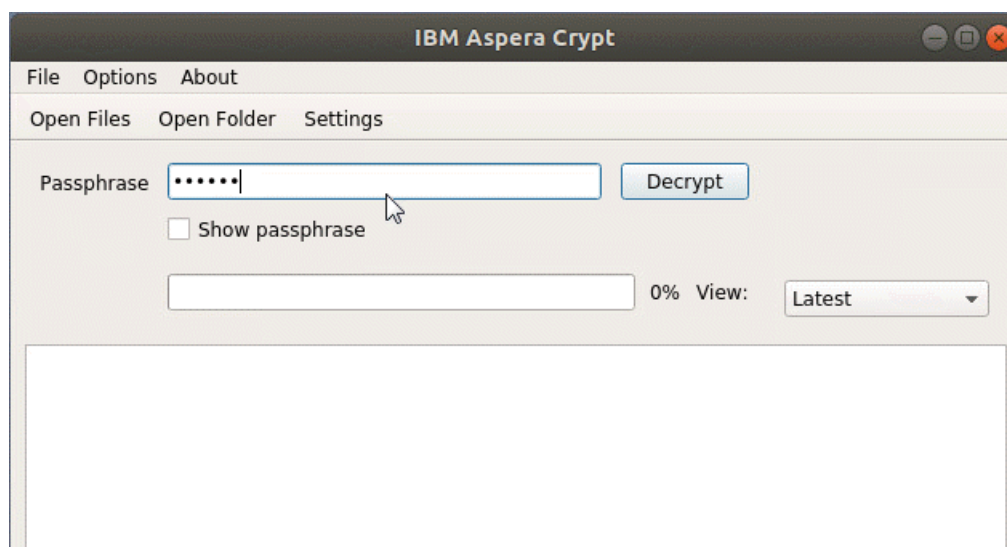 IBM Aspera Crypt
File Options About
Open Files Open Folder Settings
Passphrase •••••• Decrypt
Show passphrase
0% View: Latest